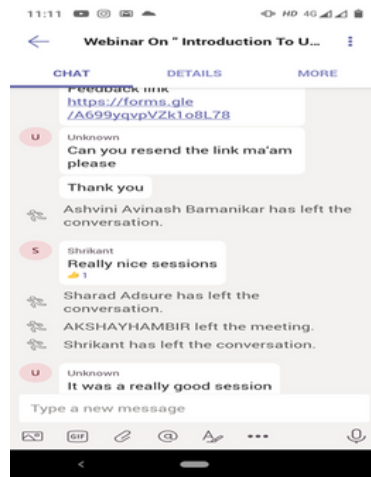 11:11 HD 4G
Webinar On " Introduction To U...
CHAT DETAILS MORE
Feedback link
https://forms.gle
/A699yqvpVZk1o8L78
U Unknown
Can you resend the link ma'am
please
Thank you
Ashvini Avinash Bamanikar has left the
conversation.
S Shrikant
Really nice sessions
1
Sharad Adsure has left the
conversation.
AKSHAYHAMBIR left the meeting.
Shrikant has left the conversation.
U Unknown
It was a really good session
Type a new message
GIF @ A